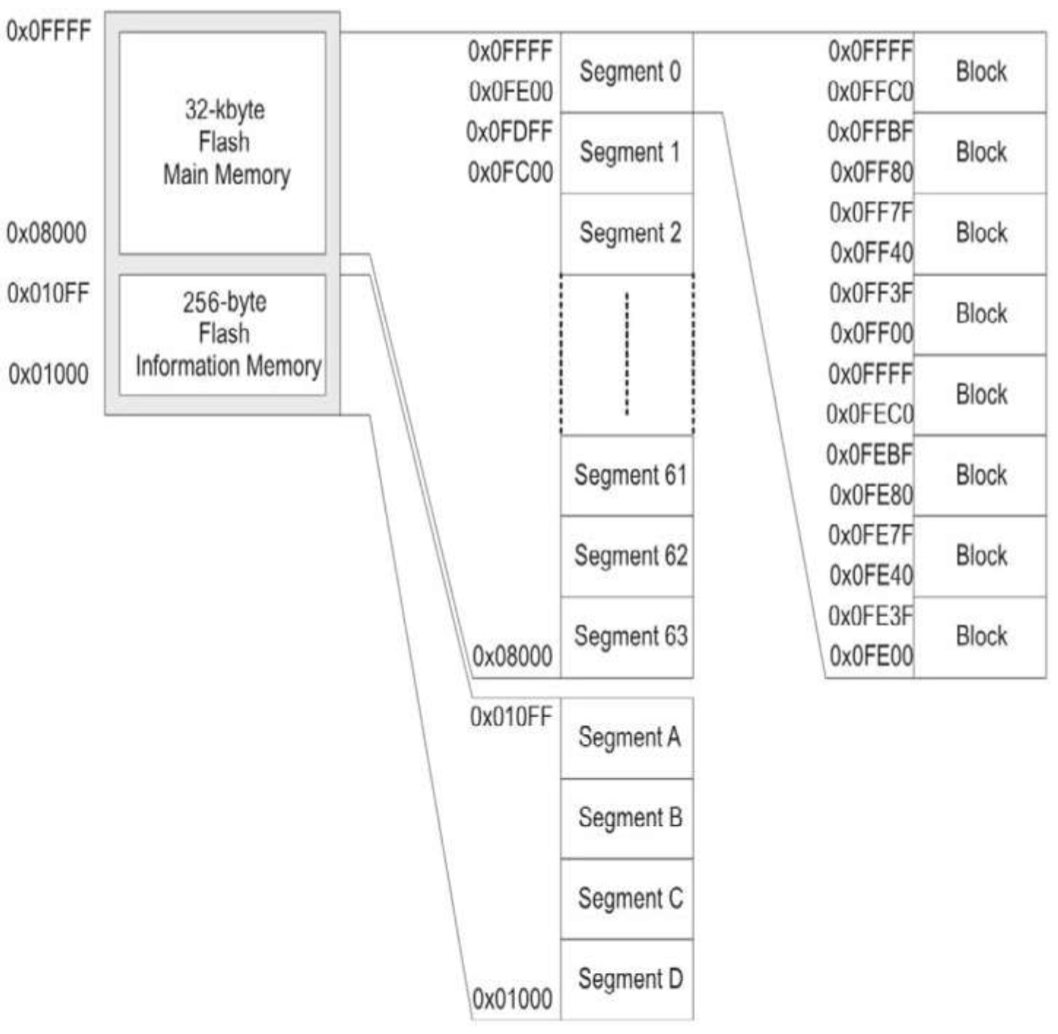 0x0FFFF
32-kbyte
Flash
Main Memory
0x08000
0x010FF
256-byte
Flash
Information Memory
0x01000
0x0FFFF
Segment 0
0x0FE00
0x0FDFF
Segment 1
0x0FC00
Segment 2
Segment 61
Segment 62
Segment 63
0x08000
0x010FF
Segment A
Segment B
Segment C
Segment D
0x01000
0x0FFFF
Block
0x0FFC0
0x0FFBF
Block
0x0FF80
0x0FF7F
Block
0x0FF40
0x0FF3F
Block
0x0FF00
0x0FFFF
Block
0x0FEC0
0x0FEBF
Block
0x0FE80
0x0FE7F
Block
0x0FE40
0x0FE3F
Block
0x0FE00